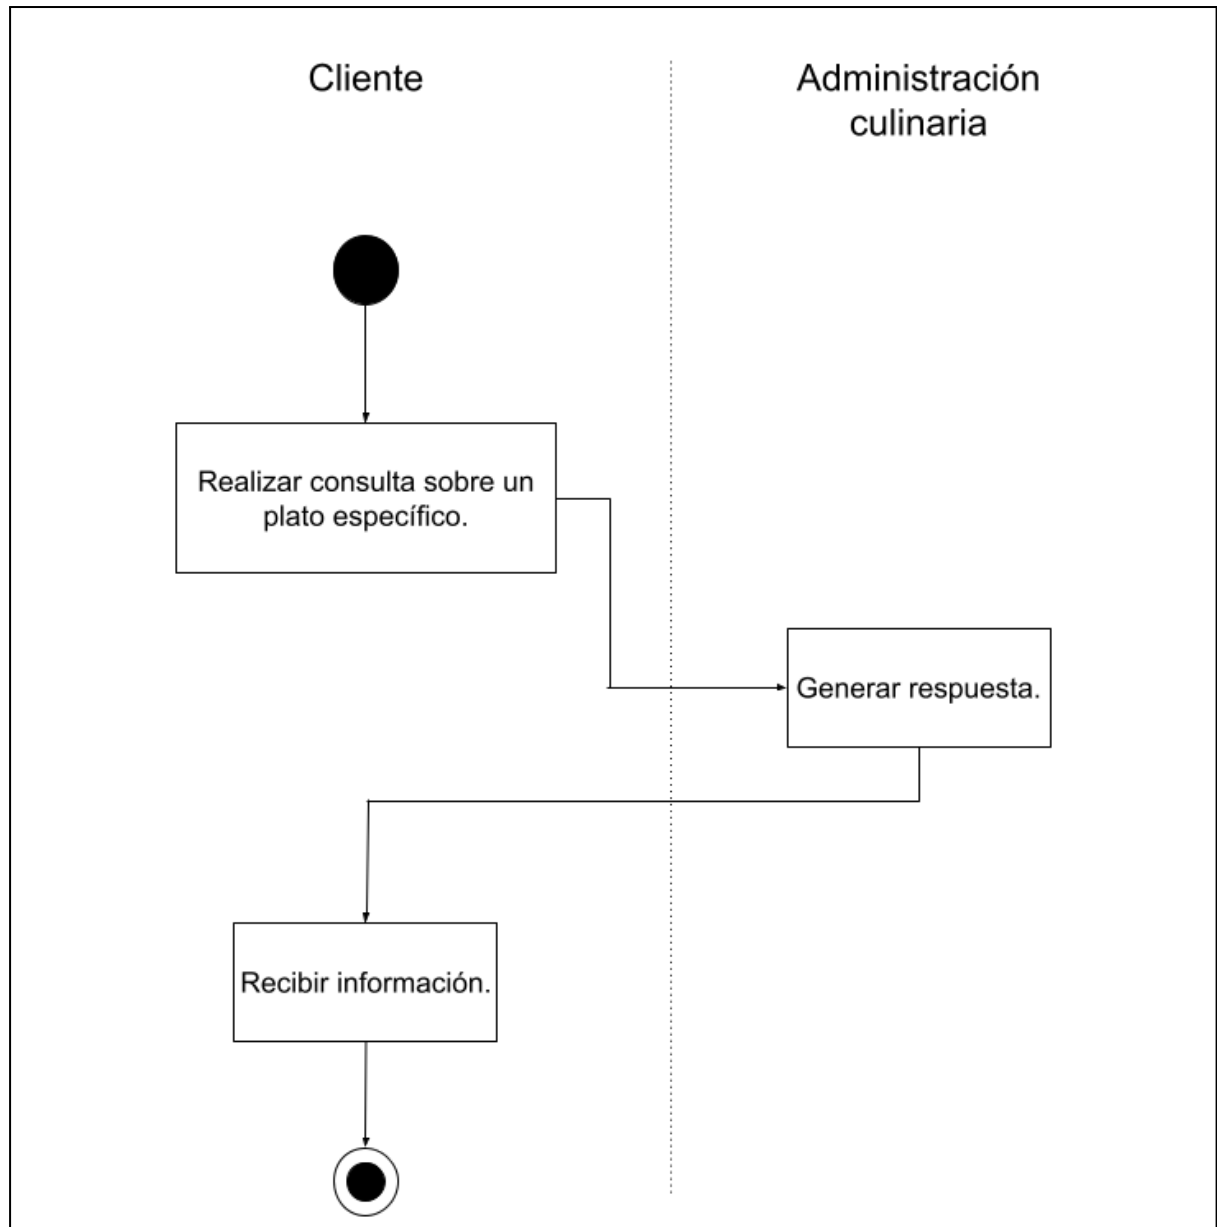 Cliente
Administración
culinaria
Realizar consulta sobre un
plato específico.
Generar respuesta.
Recibir información.